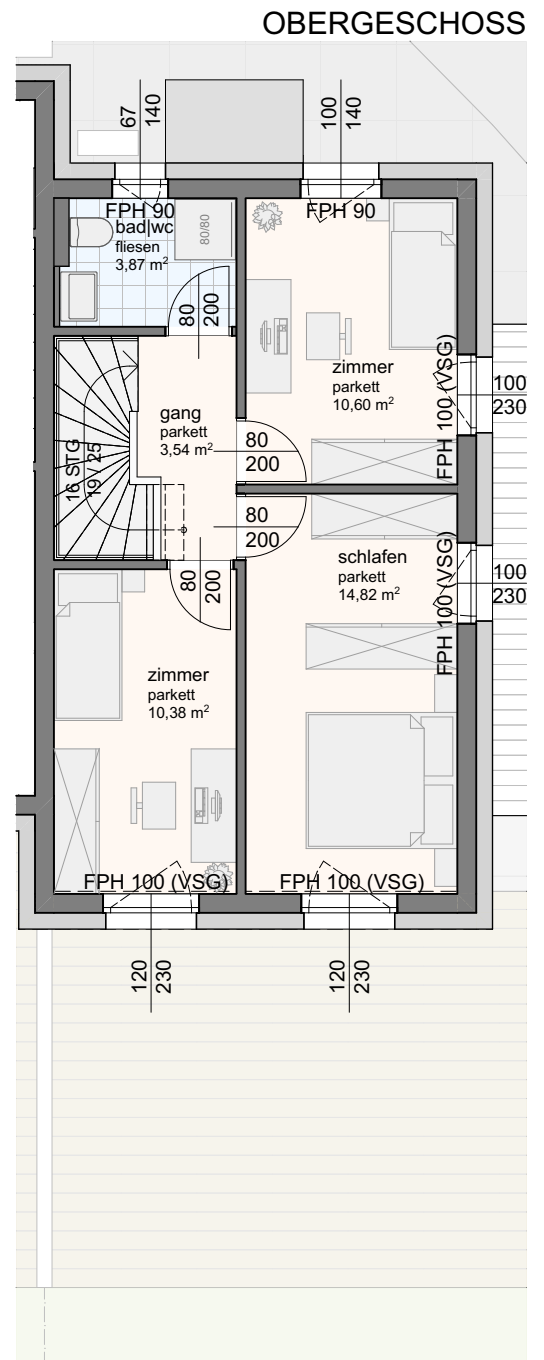 OBERGESCHOSS
67
140
100
140
FPH 90
bad|wc
fliesen
3,87 m²
80/80
FPH 90
80
200
zimmer
parkett
10,60 m²
FPH 100 (VSG)
100
230
gang
parkett
3,54 m²
80
200
16 STG
19 / 25
80
200
schlafen
parkett
14,82 m²
FPH 100 (VSG)
100
230
80
200
zimmer
parkett
10,38 m²
FPH 100 (VSG)
FPH 100 (VSG)
120
230
120
230